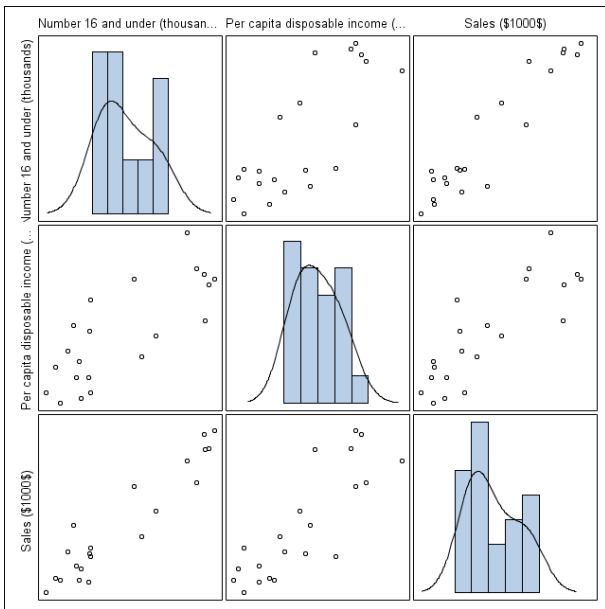 Number 16 and under (thousan...
Per capita disposable income (...
Sales ($1000$)
Number 16 and under (thousands)
Per capita disposable income (...
Sales ($1000$)